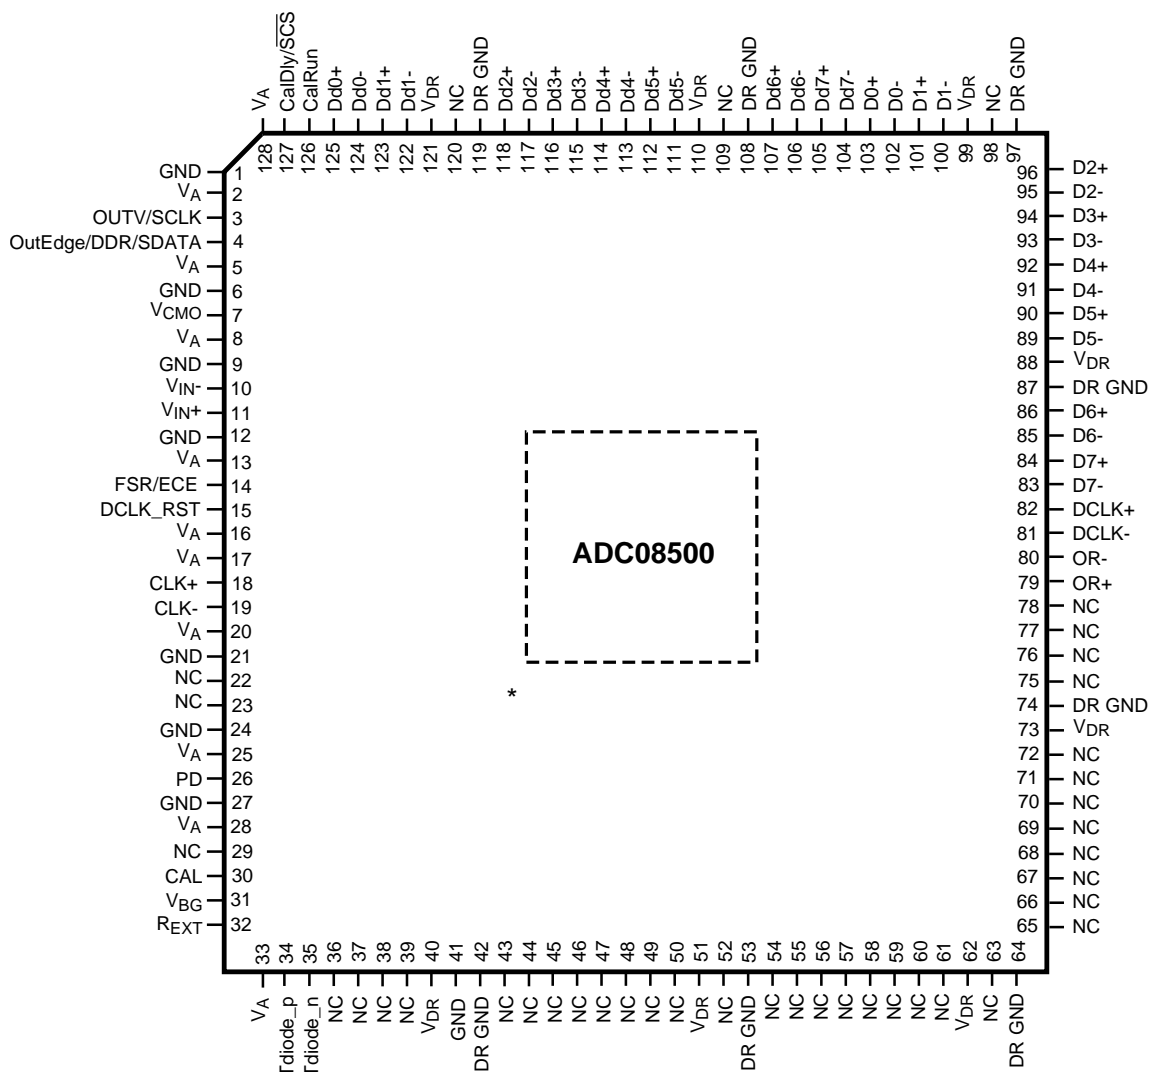 VA
CalDly/SCS
CalRun
Dd0+
Dd0-
Dd1+
Dd1-
VDR
NC
DR GND
Dd2+
Dd2-
Dd3+
Dd3-
Dd4+
Dd4-
Dd5+
Dd5-
VDR
NC
DR GND
Dd6+
Dd6-
Dd7+
Dd7-
D0+
D0-
D1+
D1-
VDR
NC
DR GND
128
127
126
125
124
123
122
121
120
119
118
117
116
115
114
113
112
111
110
109
108
107
106
105
104
103
102
101
100
99
98
97
GND 1
VA 2
OUTV/SCLK 3
OutEdge/DDR/SDATA 4
VA 5
GND 6
VCMO 7
VA 8
GND 9
VIN- 10
VIN+ 11
GND 12
VA 13
FSR/ECE 14
DCLK_RST 15
VA 16
VA 17
CLK+ 18
CLK- 19
VA 20
GND 21
NC 22
NC 23
GND 24
VA 25
PD 26
GND 27
VA 28
NC 29
CAL 30
VBG 31
REXT 32
ADC08500
*
96 D2+
95 D2-
94 D3+
93 D3-
92 D4+
91 D4-
90 D5+
89 D5-
88 VDR
87 DR GND
86 D6+
85 D6-
84 D7+
83 D7-
82 DCLK+
81 DCLK-
80 OR-
79 OR+
78 NC
77 NC
76 NC
75 NC
74 DR GND
73 VDR
72 NC
71 NC
70 NC
69 NC
68 NC
67 NC
66 NC
65 NC
33
34
35
36
37
38
39
40
41
42
43
44
45
46
47
48
49
50
51
52
53
54
55
56
57
58
59
60
61
62
63
64
VA
Tdiode_p
Tdiode_n
NC
NC
NC
NC
VDR
GND
DR GND
NC
NC
NC
NC
NC
NC
NC
NC
VDR
NC
DR GND
NC
NC
NC
NC
NC
NC
NC
NC
VDR
NC
DR GND